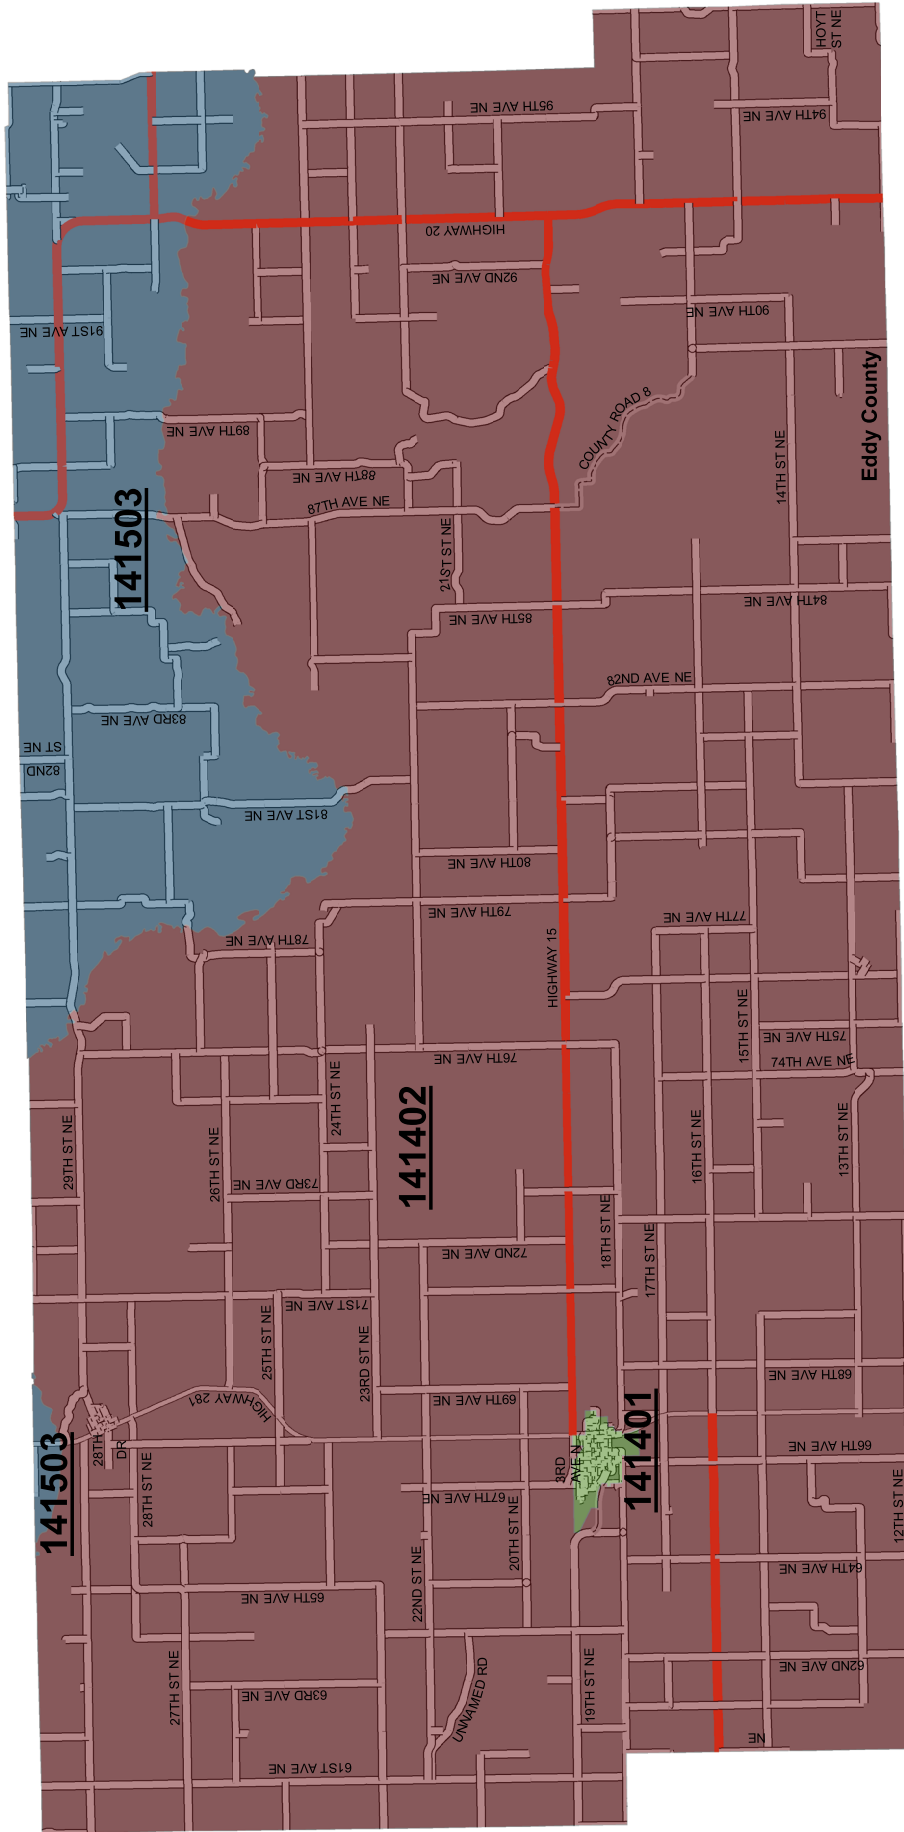 HOYT
ST NE
95TH AVE NE
94TH AVE NE
HIGHWAY 20
92ND AVE NE
91ST AVE NE
90TH AVE NE
COUNTY ROAD 8
Eddy County
89TH AVE NE
88TH AVE NE
14TH ST NE
87TH AVE NE
141503
21ST ST NE
85TH AVE NE
84TH AVE NE
82ND AVE NE
83RD AVE NE
82ND
ST NE
81ST AVE NE
80TH AVE NE
79TH AVE NE
77TH AVE NE
78TH AVE NE
HIGHWAY 15
15TH ST NE
75TH AVE NE
76TH AVE NE
74TH AVE NE
24TH ST NE
141402
29TH ST NE
26TH ST NE
16TH ST NE
13TH ST NE
73RD AVE NE
18TH ST NE
72ND AVE NE
17TH ST NE
71ST AVE NE
25TH ST NE
23RD ST NE
68TH AVE NE
69TH AVE NE
HIGHWAY 281
141401
28TH
DR
141503
3RD
AVE N
66TH AVE NE
28TH ST NE
67TH AVE NE
20TH ST NE
12TH ST NE
22ND ST NE
64TH AVE NE
65TH AVE NE
62ND AVE NE
27TH ST NE
63RD AVE NE
UNNAMED RD
19TH ST NE
NE
61ST AVE NE